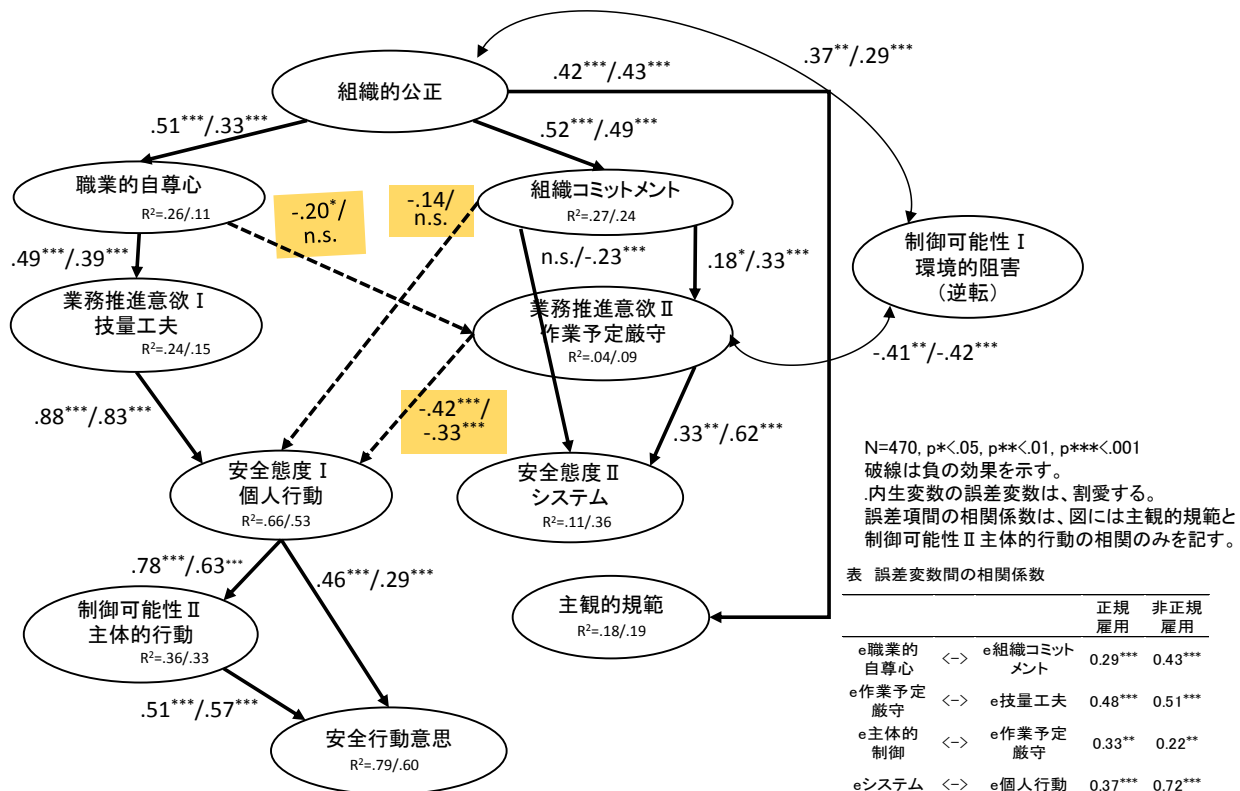 .37**/.29***
.42***/.43***
組織的公正
.51***/.33***
.52***/.49***
職業的自尊心
R²=.26/.11
-.20*/
n.s.
-.14/
n.s.
組織コミットメント
R²=.27/.24
制御可能性Ⅰ
環境的阻害
（逆転）
.49***/.39***
n.s./-.23***
.18*/.33***
業務推進意欲Ⅰ
技量工夫
R²=.24/.15
業務推進意欲Ⅱ
作業予定厳守
R²=.04/.09
-.41**/-.42***
.88***/.83***
-.42***/
-.33***
.33**/.62***
安全態度Ⅰ
個人行動
R²=.66/.53
安全態度Ⅱ
システム
R²=.11/.36
N=470, p*<.05, p**<.01, p***<.001
破線は負の効果を示す。
.内生変数の誤差変数は、割愛する。
誤差項間の相関係数は、図には主観的規範と
制御可能性Ⅱ主体的行動の相関のみを記す。
.78***/.63***
.46***/.29***
制御可能性Ⅱ
主体的行動
R²=.36/.33
主観的規範
R²=.18/.19
.51***/.57***
安全行動意思
R²=.79/.60
表 誤差変数間の相関係数
正規雇用 非正規雇用
e職業的自尊心 <-> e組織コミットメント 0.29*** 0.43***
e作業予定厳守 <-> e技量工夫 0.48*** 0.51***
e主体的制御 <-> e作業予定厳守 0.33** 0.22**
eシステム <-> e個人行動 0.37*** 0.72***